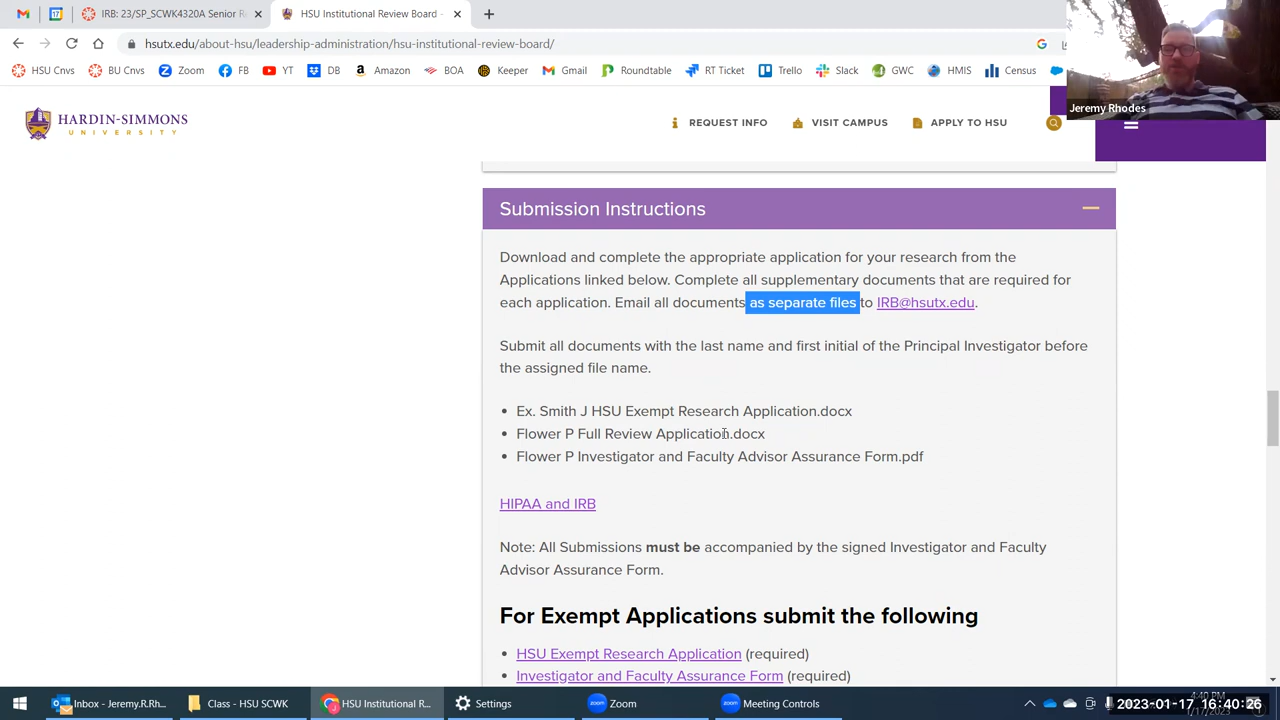 IRB: 23/SP_SCWK4320A Senior R
HSU Institutional Review Board -
hsutx.edu/about-hsu/leadership-administration/hsu-institutional-review-board/
HSU Cnvs
BU Cnvs
Zoom
FB
YT
DB
Amazon
BOA
Keeper
Gmail
Roundtable
RT Ticket
Trello
Slack
GWC
HMIS
Census
Jeremy Rhodes
HARDIN-SIMMONS
UNIVERSITY
REQUEST INFO
VISIT CAMPUS
APPLY TO HSU
Submission Instructions
Download and complete the appropriate application for your research from the
Applications linked below. Complete all supplementary documents that are required for
each application. Email all documents as separate files to IRB@hsutx.edu.
Submit all documents with the last name and first initial of the Principal Investigator before
the assigned file name.
• Ex. Smith J HSU Exempt Research Application.docx
• Flower P Full Review Application.docx
• Flower P Investigator and Faculty Advisor Assurance Form.pdf
HIPAA and IRB
Note: All Submissions must be accompanied by the signed Investigator and Faculty
Advisor Assurance Form.
For Exempt Applications submit the following
• HSU Exempt Research Application (required)
• Investigator and Faculty Assurance Form (required)
Inbox - Jeremy.R.Rh...
Class - HSU SCWK
HSU Institutional R...
Settings
Zoom
Meeting Controls
4:40 PM
2023-01-17 16:40:26
1/17/2023